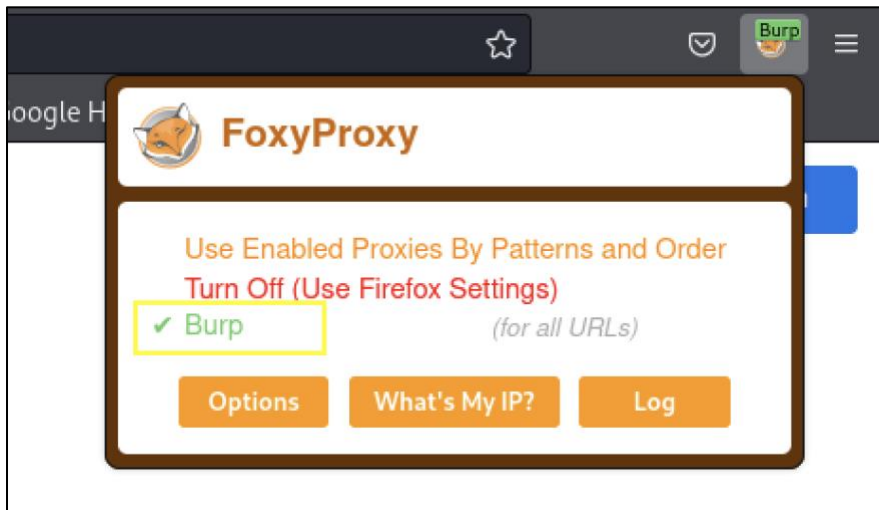 Burp
oogle H
FoxyProxy
Use Enabled Proxies By Patterns and Order
Turn Off (Use Firefox Settings)
✔ Burp (for all URLs)
Options What's My IP? Log